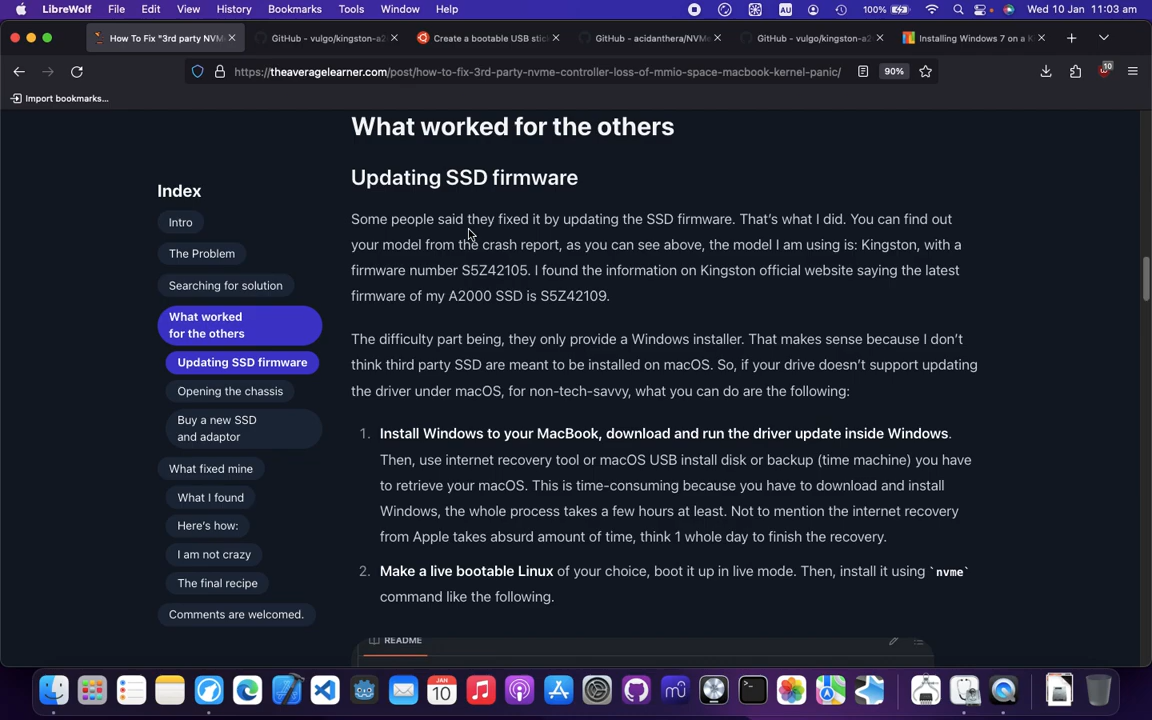 LibreWolf File Edit View History Bookmarks Tools Window Help AU 100% Wed 10 Jan 11:03 am
How To Fix "3rd party NVM
GitHub - vulgo/kingston-a2
Create a bootable USB stic
GitHub - acidanthera/NVMe
GitHub - vulgo/kingston-a2
Installing Windows 7 on a K
https://theaveragelearner.com/post/how-to-fix-3rd-party-nvme-controller-loss-of-mmio-space-macbook-kernel-panic/ 90% 10
Import bookmarks...
Index
Intro
The Problem
Searching for solution
What worked
for the others
Updating SSD firmware
Opening the chassis
Buy a new SSD
and adaptor
What fixed mine
What I found
Here's how:
I am not crazy
The final recipe
Comments are welcomed.
What worked for the others
Updating SSD firmware
Some people said they fixed it by updating the SSD firmware. That's what I did. You can find out
your model from the crash report, as you can see above, the model I am using is: Kingston, with a
firmware number S5Z42105. I found the information on Kingston official website saying the latest
firmware of my A2000 SSD is S5Z42109.
The difficulty part being, they only provide a Windows installer. That makes sense because I don't
think third party SSD are meant to be installed on macOS. So, if your drive doesn't support updating
the driver under macOS, for non-tech-savvy, what you can do are the following:
1. Install Windows to your MacBook, download and run the driver update inside Windows.
Then, use internet recovery tool or macOS USB install disk or backup (time machine) you have
to retrieve your macOS. This is time-consuming because you have to download and install
Windows, the whole process takes a few hours at least. Not to mention the internet recovery
from Apple takes absurd amount of time, think 1 whole day to finish the recovery.
2. Make a live bootable Linux of your choice, boot it up in live mode. Then, install it using `nvme`
command like the following.
README
JAN
10